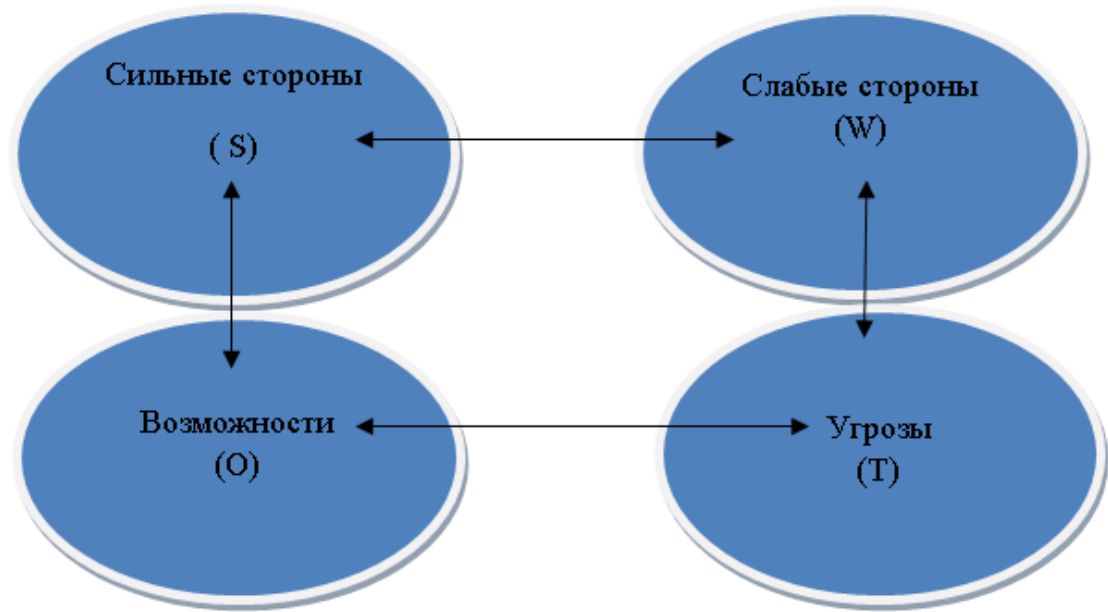 Сильные стороны
( S)
Слабые стороны
(W)
Возможности
(O)
Угрозы
(T)